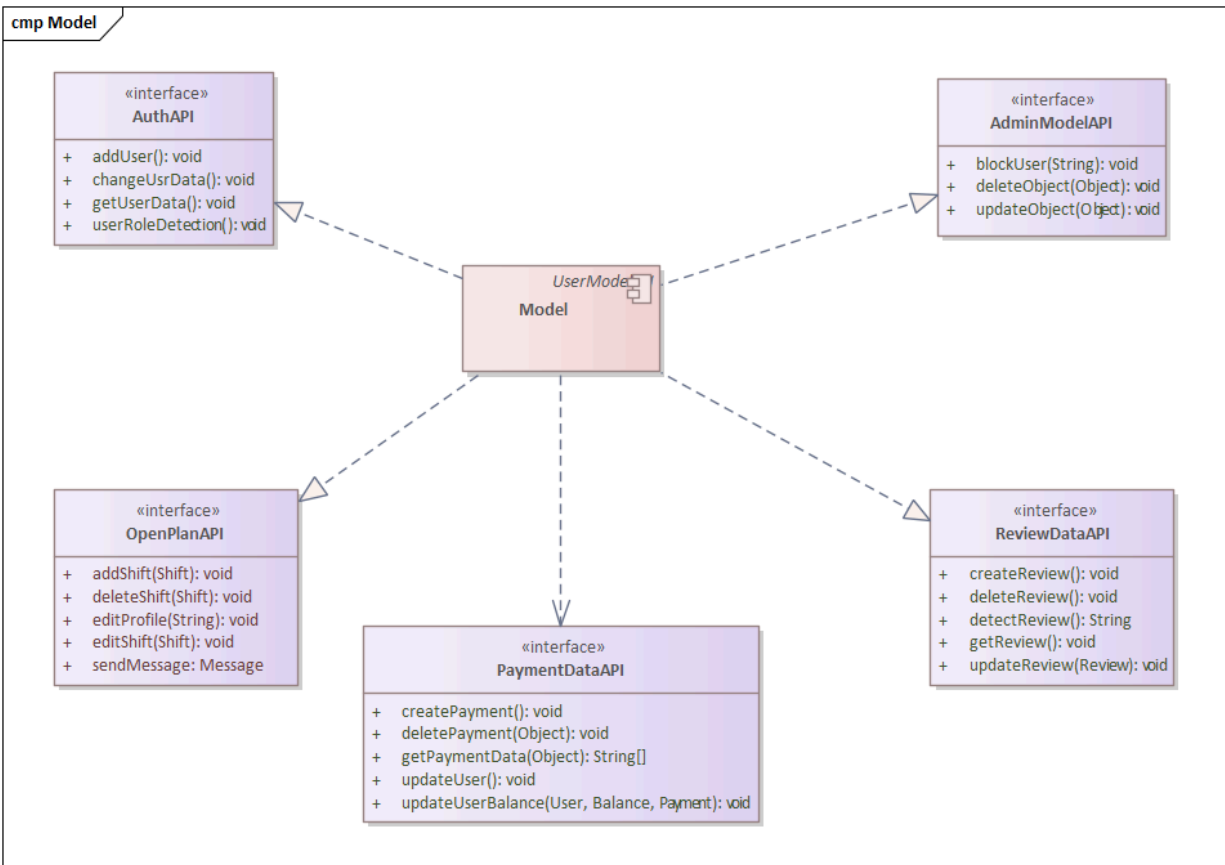 cmp Model
«interface»
AuthAPI
+ addUser(): void
+ changeUsrData(): void
+ getUserData(): void
+ userRoleDetection(): void
«interface»
AdminModelAPI
+ blockUser(String): void
+ deleteObject(Object): void
+ updateObject(Object): void
Model
«interface»
OpenPlanAPI
+ addShift(Shift): void
+ deleteShift(Shift): void
+ editProfile(String): void
+ editShift(Shift): void
+ sendMessage: Message
«interface»
PaymentDataAPI
+ createPayment(): void
+ deletePayment(Object): void
+ getPaymentData(Object): String[]
+ updateUser(): void
+ updateUserBalance(User, Balance, Payment): void
«interface»
ReviewDataAPI
+ createReview(): void
+ deleteReview(): void
+ detectReview(): String
+ getReview(): void
+ updateReview(Review): void